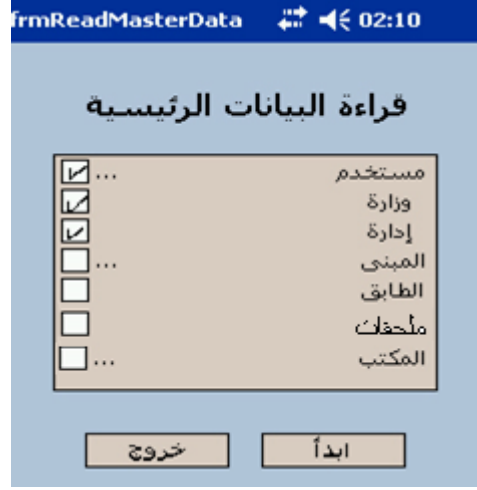 frmReadMasterData 02:10
قراءة البيانات الرئيسية
مستخدم ...
وزارة
إدارة
المبنى ...
الطابق
ملحقات
المكتب ...
ابدأ خروج